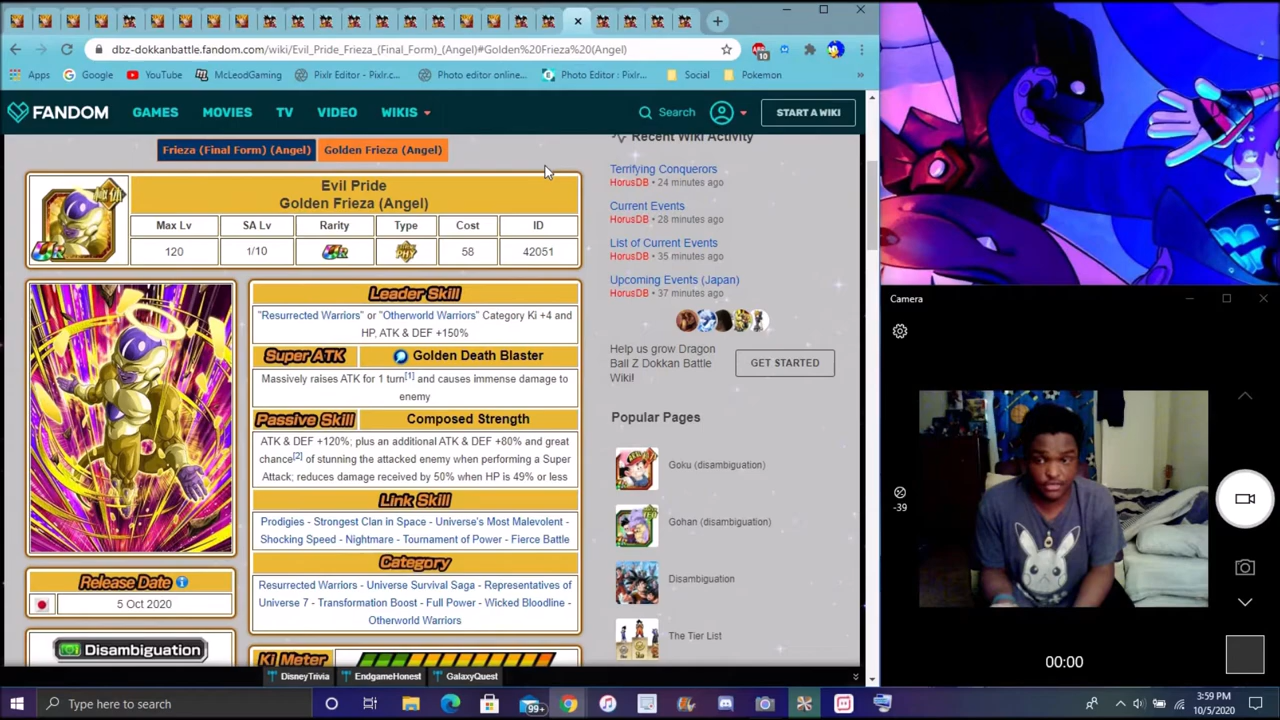 dbz-dokkanbattle.fandom.com/wiki/Evil_Pride_Frieza_(Final_Form)_(Angel)#Golden%20Frieza%20(Angel)
10
Apps Google YouTube McLeodGaming Pixlr Editor - Pixlr.c... Photo editor online... Photo Editor : Pixlr... Social Pokemon »
FANDOM GAMES MOVIES TV VIDEO WIKIS Search START A WIKI
Frieza (Final Form) (Angel) Golden Frieza (Angel)
Evil Pride
Golden Frieza (Angel)
Max Lv SA Lv Rarity Type Cost ID
120 1/10 UR PHY 58 42051
Leader Skill
"Resurrected Warriors" or "Otherworld Warriors" Category Ki +4 and
HP, ATK & DEF +150%
Super ATK Golden Death Blaster
Massively raises ATK for 1 turn[1] and causes immense damage to
enemy
Passive Skill Composed Strength
ATK & DEF +120%; plus an additional ATK & DEF +80% and great
chance[2] of stunning the attacked enemy when performing a Super
Attack; reduces damage received by 50% when HP is 49% or less
Link Skill
Prodigies - Strongest Clan in Space - Universe's Most Malevolent -
Shocking Speed - Nightmare - Tournament of Power - Fierce Battle
Category
Resurrected Warriors - Universe Survival Saga - Representatives of
Universe 7 - Transformation Boost - Full Power - Wicked Bloodline -
Otherworld Warriors
Ki Meter
Release Date
5 Oct 2020
Disambiguation
Recent Wiki Activity
Terrifying Conquerors
HorusDB • 24 minutes ago
Current Events
HorusDB • 28 minutes ago
List of Current Events
HorusDB • 35 minutes ago
Upcoming Events (Japan)
HorusDB • 37 minutes ago
Help us grow Dragon
Ball Z Dokkan Battle
Wiki!
GET STARTED
Popular Pages
Goku (disambiguation)
Gohan (disambiguation)
Disambiguation
The Tier List
DisneyTrivia EndgameHonest GalaxyQuest
Camera
-39
00:00
Type here to search
99+
3:59 PM
10/5/2020